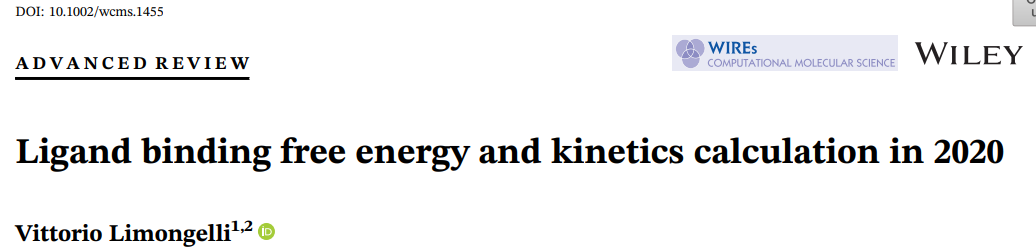 DOI: 10.1002/wcms.1455
ADVANCED REVIEW
WIREs
COMPUTATIONAL MOLECULAR SCIENCE
WILEY
Ligand binding free energy and kinetics calculation in 2020
Vittorio Limongelli1,2
iD